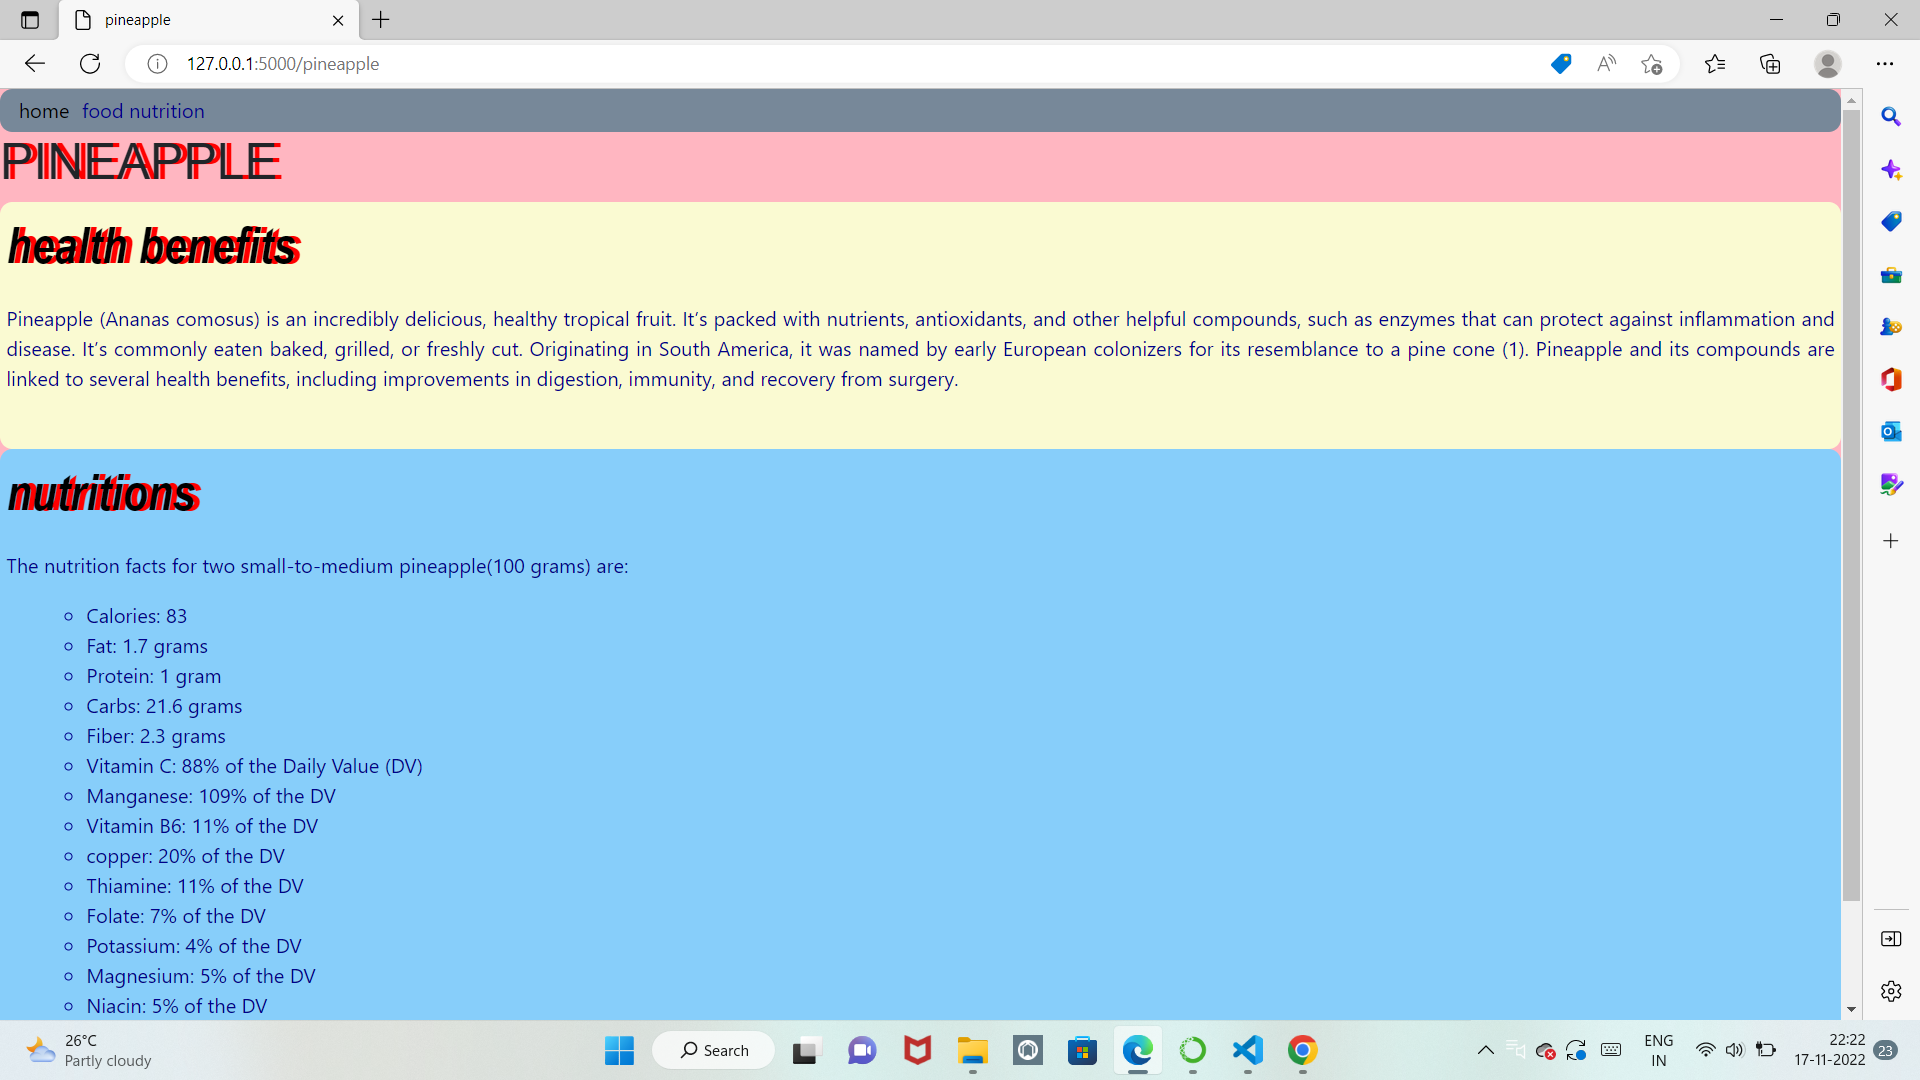 pineapple
127.0.0.1:5000/pineapple
home food nutrition
PINEAPPLE
health benefits
Pineapple (Ananas comosus) is an incredibly delicious, healthy tropical fruit. It’s packed with nutrients, antioxidants, and other helpful compounds, such as enzymes that can protect against inflammation and
disease. It’s commonly eaten baked, grilled, or freshly cut. Originating in South America, it was named by early European colonizers for its resemblance to a pine cone (1). Pineapple and its compounds are
linked to several health benefits, including improvements in digestion, immunity, and recovery from surgery.
nutritions
The nutrition facts for two small-to-medium pineapple(100 grams) are:
Calories: 83
Fat: 1.7 grams
Protein: 1 gram
Carbs: 21.6 grams
Fiber: 2.3 grams
Vitamin C: 88% of the Daily Value (DV)
Manganese: 109% of the DV
Vitamin B6: 11% of the DV
copper: 20% of the DV
Thiamine: 11% of the DV
Folate: 7% of the DV
Potassium: 4% of the DV
Magnesium: 5% of the DV
Niacin: 5% of the DV
26°C
Partly cloudy
Search
ENG
IN
22:22
17-11-2022
23